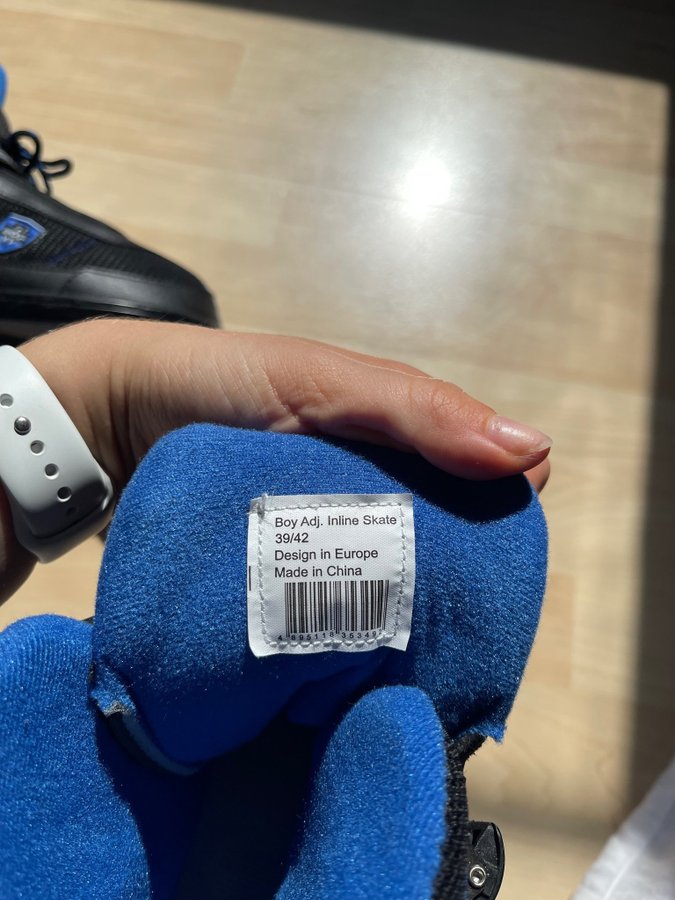 Boy Adj. Inline Skate
39/42
Design in Europe
Made in China